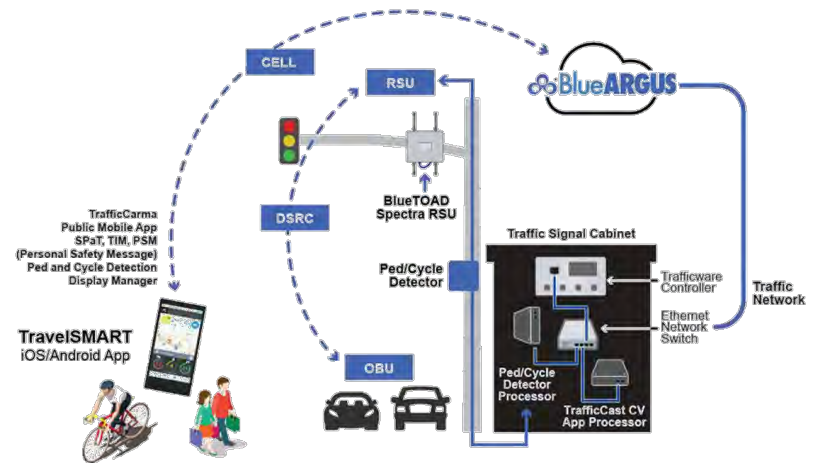 CELL
BlueARGUS
RSU
BlueTOAD
Spectra RSU
DSRC
TrafficCarma
Public Mobile App
SPaT, TIM, PSM
(Personal Safety Message)
Ped and Cycle Detection
Display Manager
Traffic Signal Cabinet
Ped/Cycle
Detector
Trafficware
Controller
Traffic
Network
Ethernet
Network
Switch
TravelSMART
iOS/Android App
OBU
Ped/Cycle
Detector
Processor
TrafficCast CV
App Processor